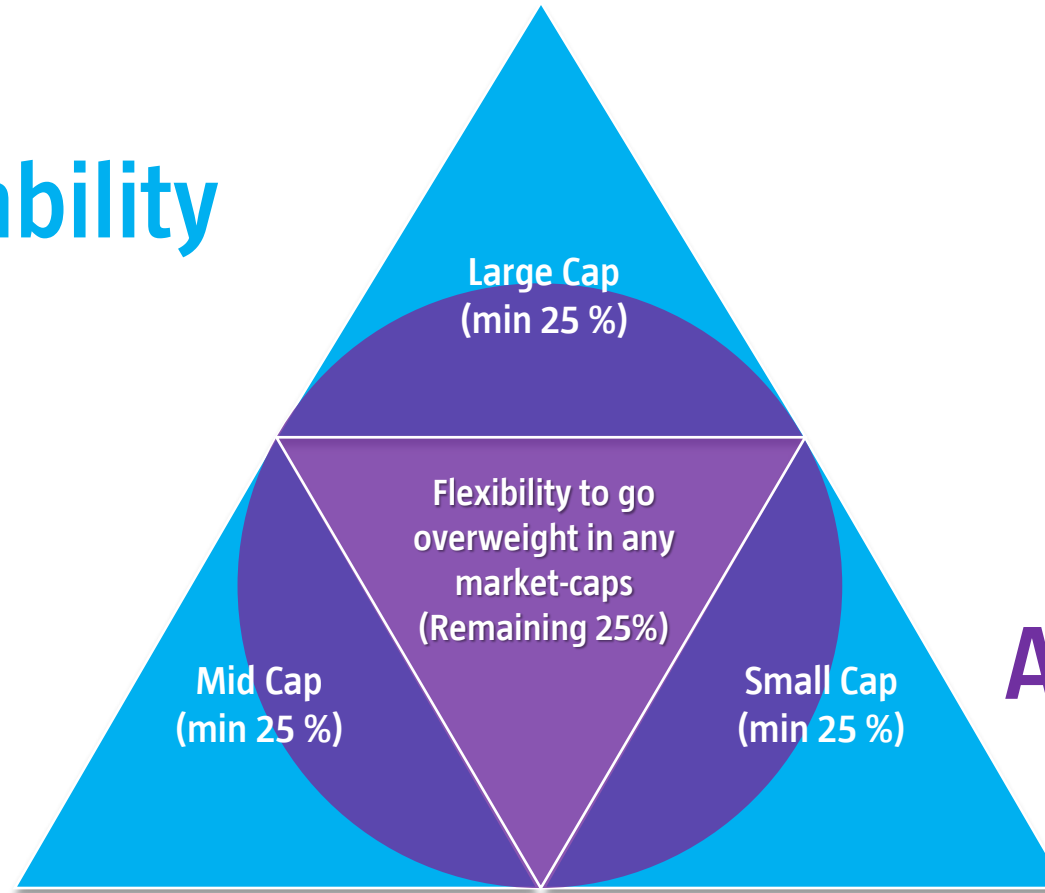 ability
Large Cap
(min 25 %)
Flexibility to go
overweight in any
market-caps
(Remaining 25%)
Mid Cap
(min 25 %)
Small Cap
(min 25 %)
A